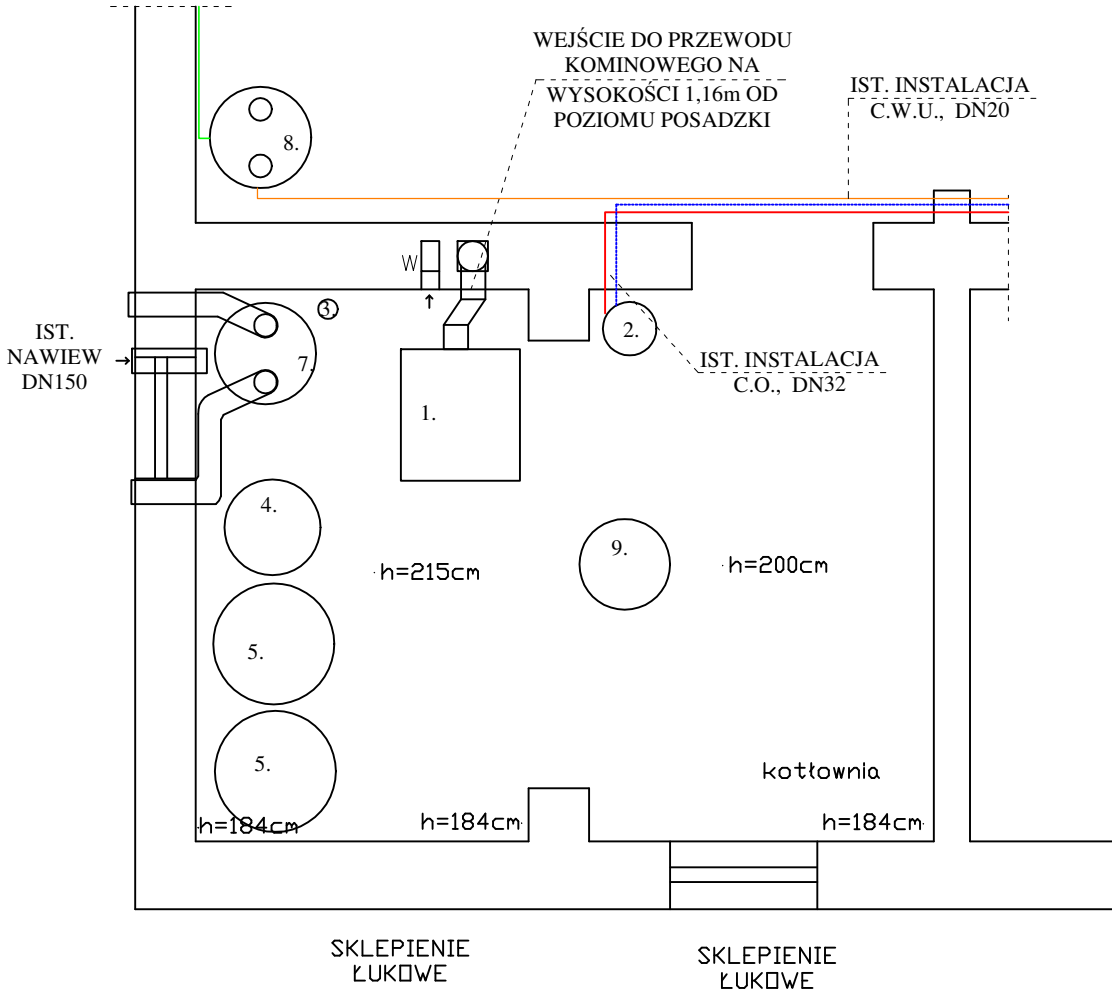 WEJŚCIE DO PRZEWODU
KOMINOWEGO NA
WYSOKOŚCI 1,16m OD
POZIOMU POSADZKI
IST. INSTALACJA
C.W.U., DN20
8.
W
3.
IST.
NAWIEW
DN150
7.
2.
IST. INSTALACJA
C.O., DN32
1.
4.
9.
h=215cm
h=200cm
5.
5.
kotłownia
h=184cm
h=184cm
h=184cm
SKLEPIENIE
ŁUKOWE
SKLEPIENIE
ŁUKOWE